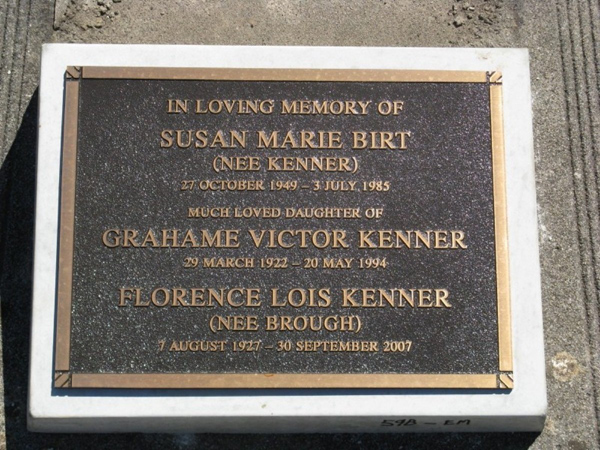 IN LOVING MEMORY OF
SUSAN MARIE BIRT
(NEE KENNER)
27 OCTOBER 1949 – 3 JULY 1985
MUCH LOVED DAUGHTER OF
GRAHAME VICTOR KENNER
29 MARCH 1922 – 20 MAY 1994
FLORENCE LOIS KENNER
(NEE BROUGH)
7 AUGUST 1927 – 30 SEPTEMBER 2007